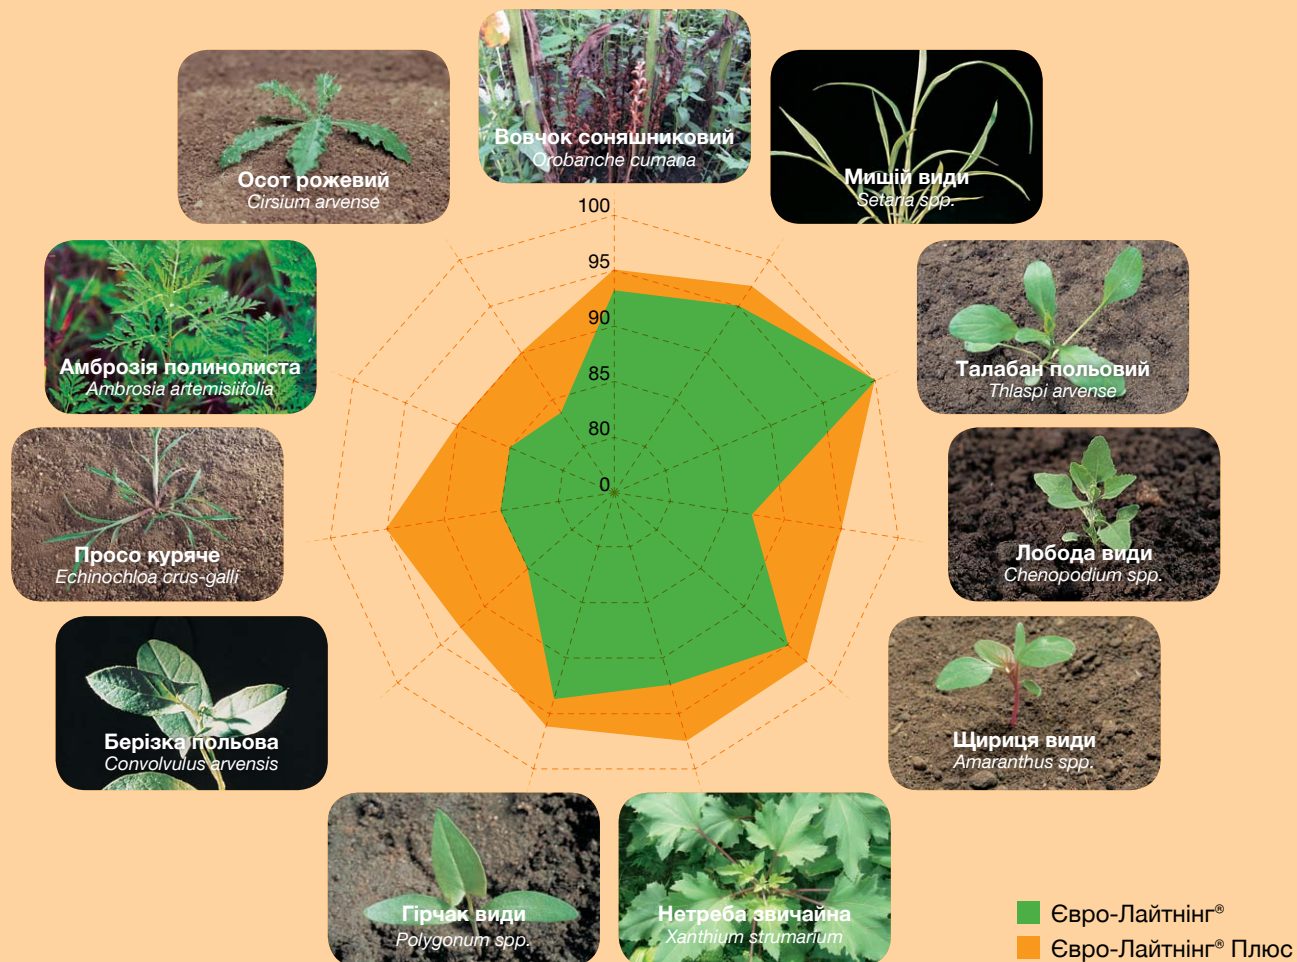 Вовчок соняшниковий
Orobanche cumana
Осот рожевий
Cirsium arvense
Мишій види
Setaria spp.
100
95
90
85
80
0
Амброзія полинолиста
Ambrosia artemisiifolia
Талабан польовий
Thlaspi arvense
Просо куряче
Echinochloa crus-galli
Лобода види
Chenopodium spp.
Берізка польова
Convolvulus arvensis
Щириця види
Amaranthus spp.
Гірчак види
Polygonum spp.
Нетреба звичайна
Xanthium strumarium
Євро-Лайтнінг®
Євро-Лайтнінг® Плюс